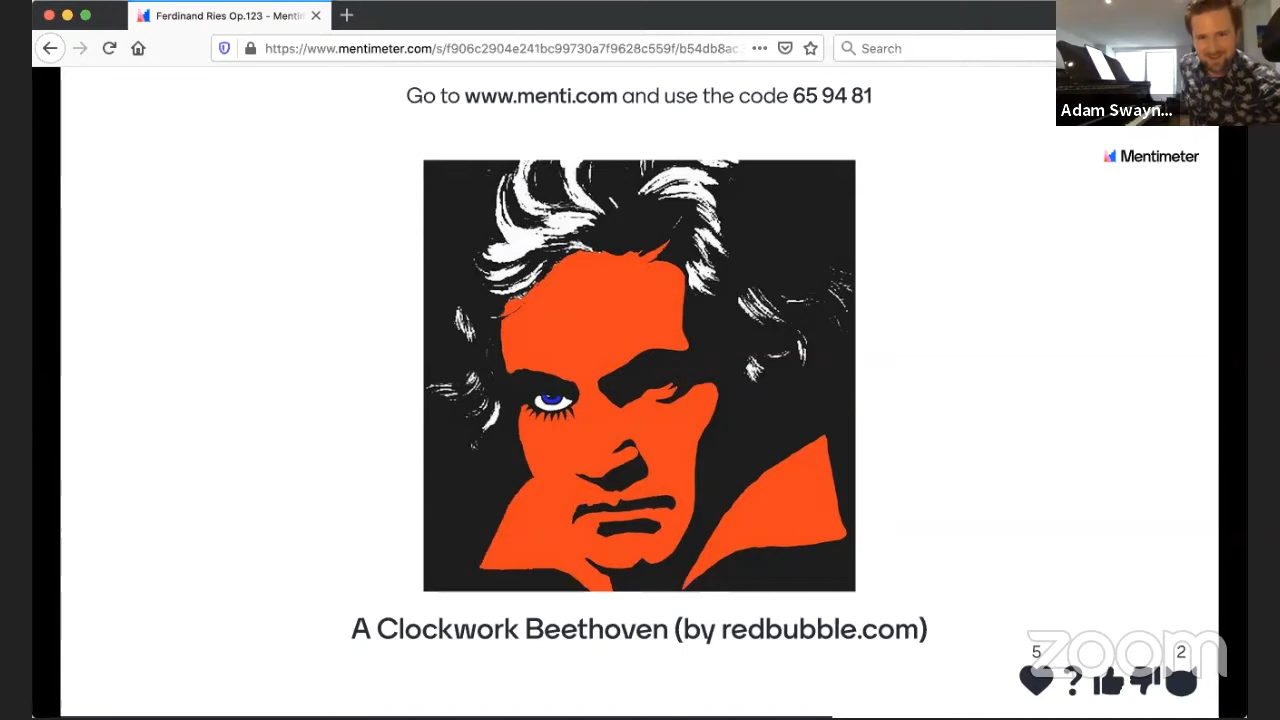 Ferdinand Ries Op.123 - Mentim
https://www.mentimeter.com/s/f906c2904e241bc99730a7f9628c559f/b54db8ac
Search
Adam Swayn...
Go to www.menti.com and use the code 65 94 81
Mentimeter
A Clockwork Beethoven (by redbubble.com)
5
2
zoom